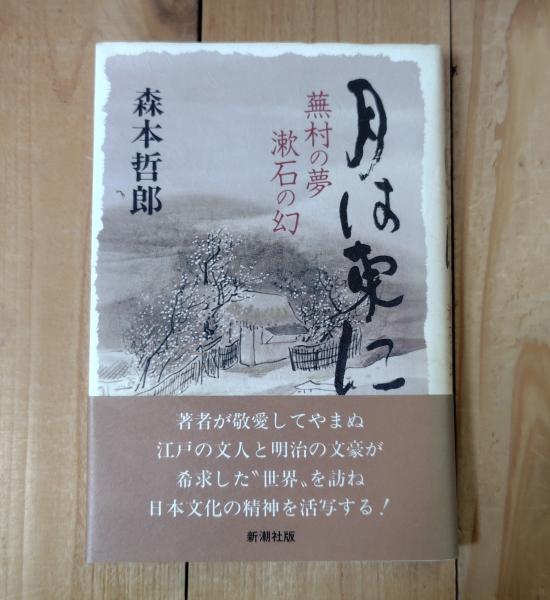 月は東に
蕪村の夢
漱石の幻
森本哲郎
著者が敬愛してやまぬ
江戸の文人と明治の文豪が
希求した〝世界〟を訪ね
日本文化の精神を活写する!
新潮社版